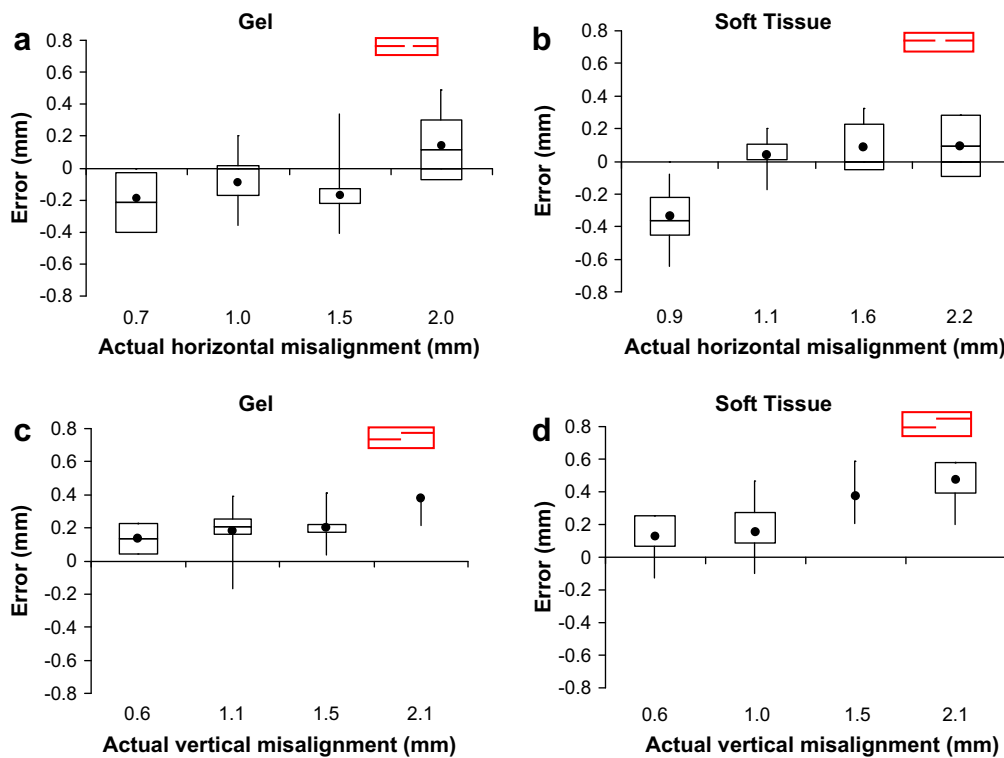 Gel
a
0.8
0.6
0.4
0.2
0
-0.2
-0.4
-0.6
-0.8
Error (mm)
0.7 1.0 1.5 2.0
Actual horizontal misalignment (mm)
Soft Tissue
b
0.8
0.6
0.4
0.2
0
-0.2
-0.4
-0.6
-0.8
Error (mm)
0.9 1.1 1.6 2.2
Actual horizontal misalignment (mm)
Gel
c
0.8
0.6
0.4
0.2
0
-0.2
-0.4
-0.6
-0.8
Error (mm)
0.6 1.1 1.5 2.1
Actual vertical misalignment (mm)
Soft Tissue
d
0.8
0.6
0.4
0.2
0
-0.2
-0.4
-0.6
-0.8
Error (mm)
0.6 1.0 1.5 2.1
Actual vertical misalignment (mm)